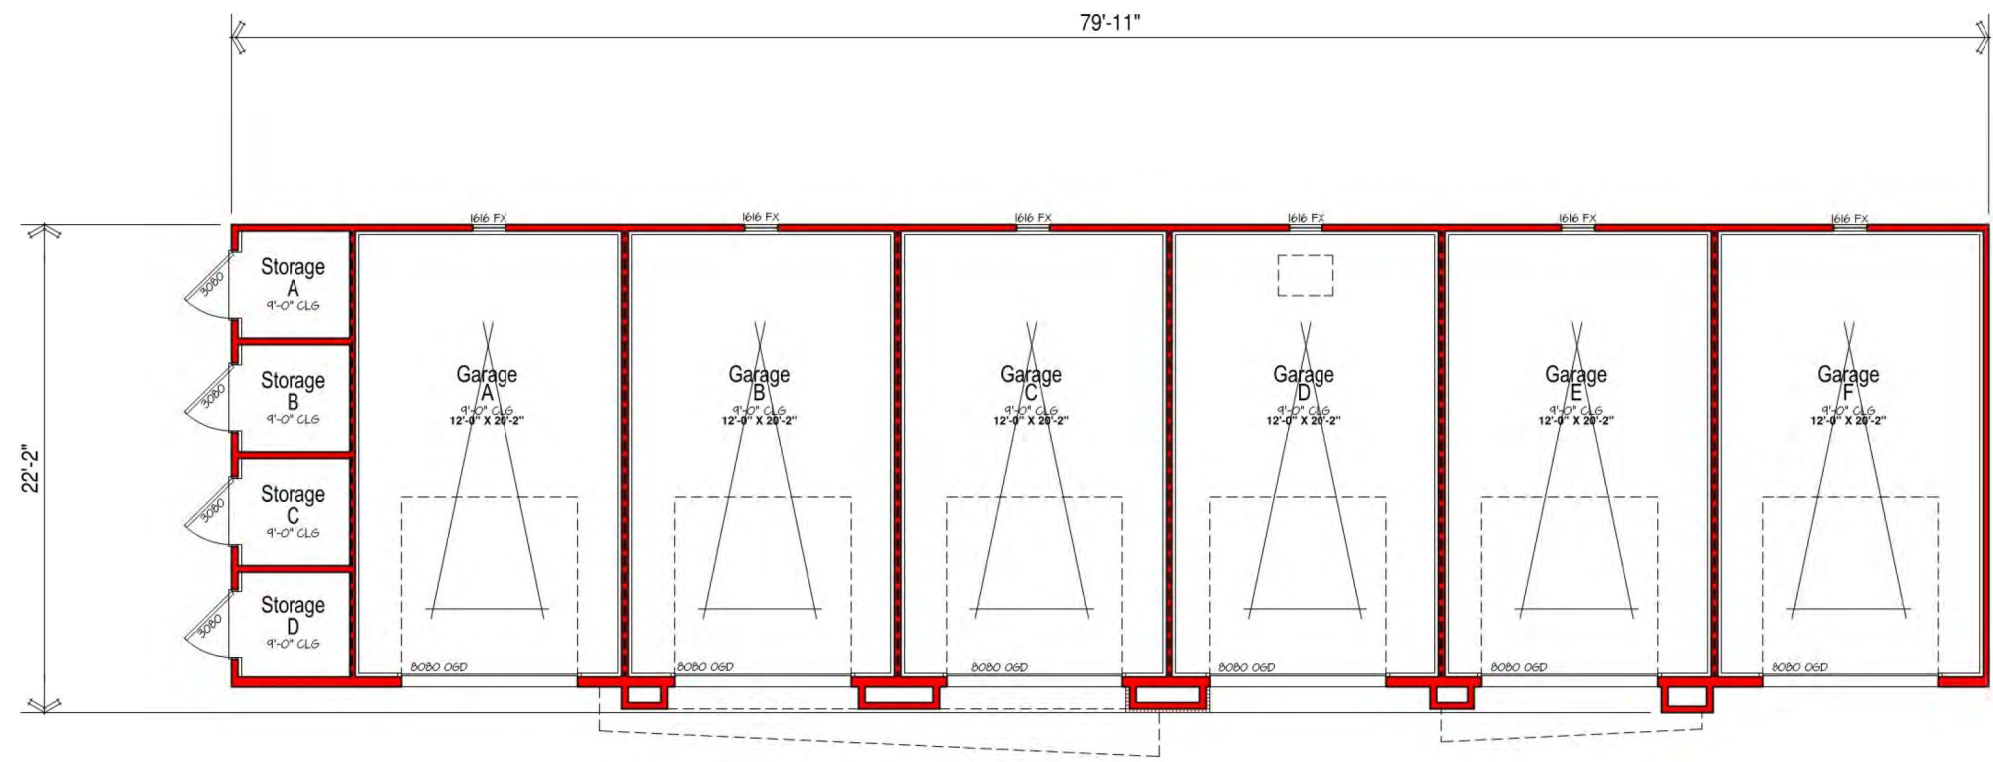 79'-11"
1616 FX
1616 FX
1616 FX
1616 FX
1616 FX
1616 FX
3080
Storage
A
9'-0" CLG
3080
Storage
B
9'-0" CLG
Garage
A
9'-0" CLG
12'-0" X 20'-2"
Garage
B
9'-0" CLG
12'-0" X 20'-2"
Garage
C
9'-0" CLG
12'-0" X 20'-2"
Garage
D
9'-0" CLG
12'-0" X 20'-2"
Garage
E
9'-0" CLG
12'-0" X 20'-2"
Garage
F
9'-0" CLG
12'-0" X 20'-2"
22'-2"
3080
Storage
C
9'-0" CLG
3080
Storage
D
9'-0" CLG
8080 OGD
8080 OGD
8080 OGD
8080 OGD
8080 OGD
8080 OGD